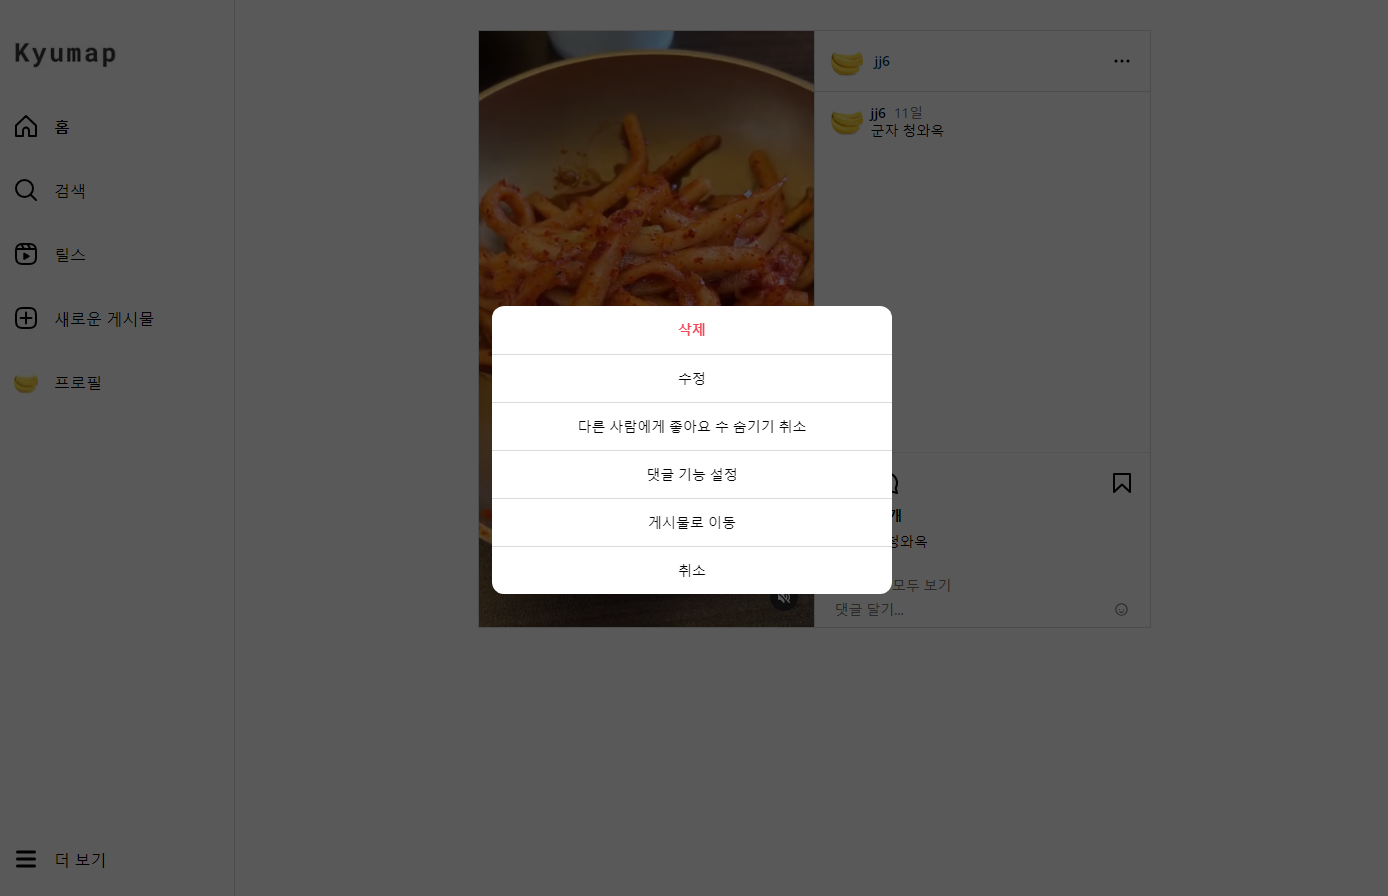 Kyumap
홈
검색
릴스
새로운 게시물
프로필
더 보기
jj6
jj6 11일
군자 청와옥
삭제
수정
다른 사람에게 좋아요 수 숨기기 취소
댓글 기능 설정
게시물로 이동
취소
개
청와옥
모두 보기
댓글 달기...